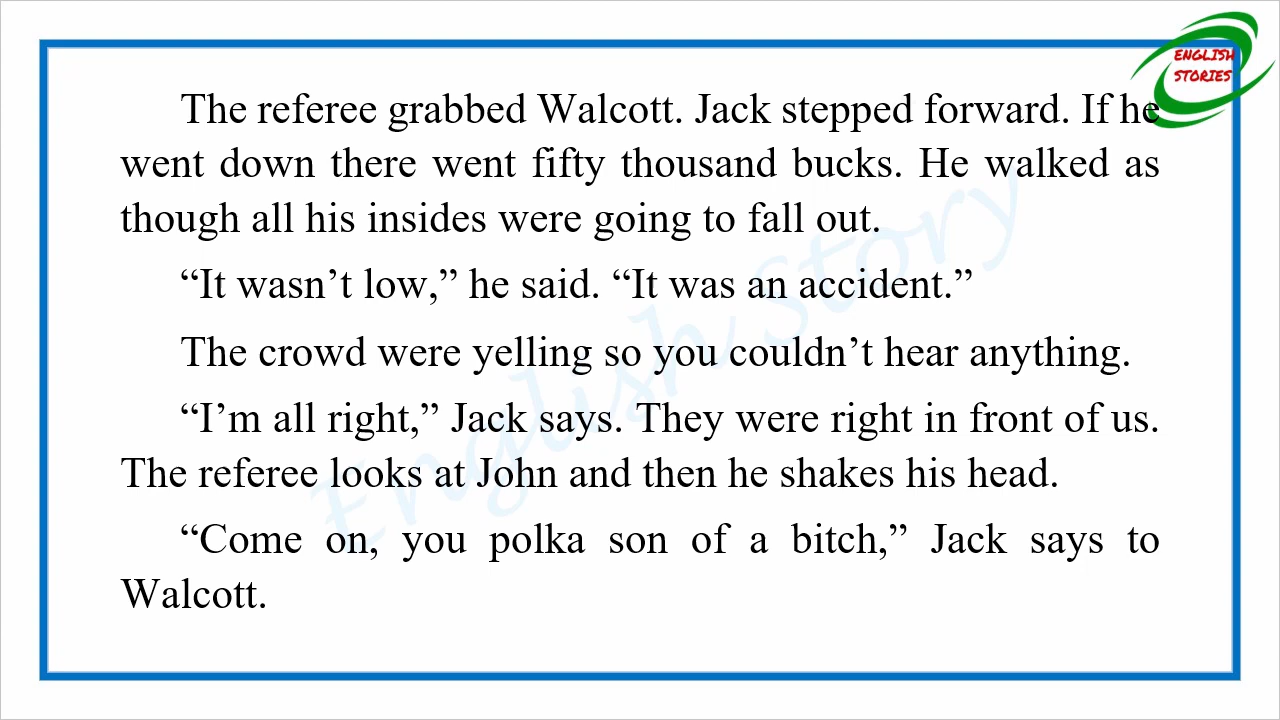 ENGLISH
STORIES
The referee grabbed Walcott. Jack stepped forward. If he
went down there went fifty thousand bucks. He walked as
though all his insides were going to fall out.
“It wasn’t low,” he said. “It was an accident.”
The crowd were yelling so you couldn’t hear anything.
“I’m all right,” Jack says. They were right in front of us.
The referee looks at John and then he shakes his head.
“Come on, you polka son of a bitch,” Jack says to
Walcott.
English Story